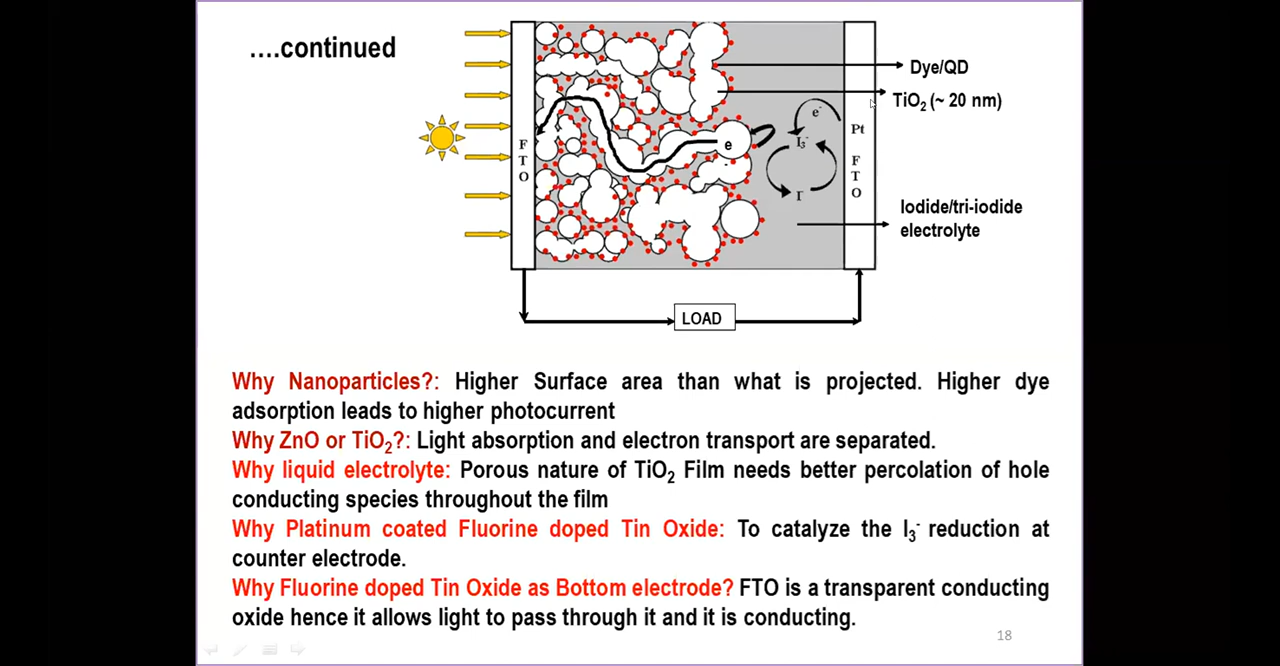 ....continued
Dye/QD
TiO₂ (~ 20 nm)
e⁻
I₃⁻
Pt
F
T
O
e
-
F
T
O
I⁻
Iodide/tri-iodide
electrolyte
LOAD
Why Nanoparticles?: Higher Surface area than what is projected. Higher dye
adsorption leads to higher photocurrent
Why ZnO or TiO₂?: Light absorption and electron transport are separated.
Why liquid electrolyte: Porous nature of TiO₂ Film needs better percolation of hole
conducting species throughout the film
Why Platinum coated Fluorine doped Tin Oxide: To catalyze the I₃⁻ reduction at
counter electrode.
Why Fluorine doped Tin Oxide as Bottom electrode? FTO is a transparent conducting
oxide hence it allows light to pass through it and it is conducting.
18